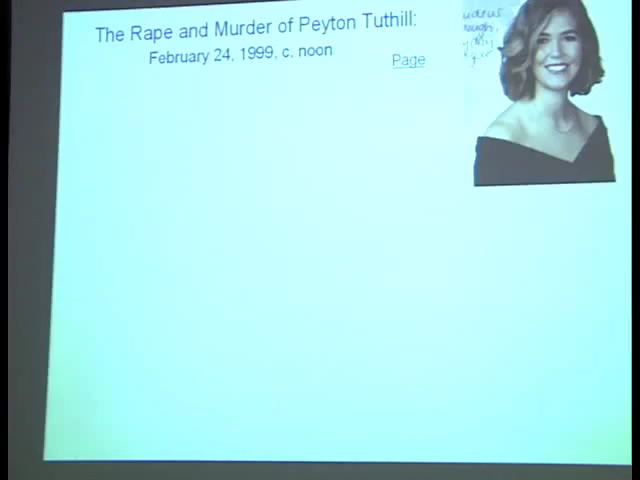 The Rape and Murder of Peyton Tuthill:
February 24, 1999, c. noon
Page